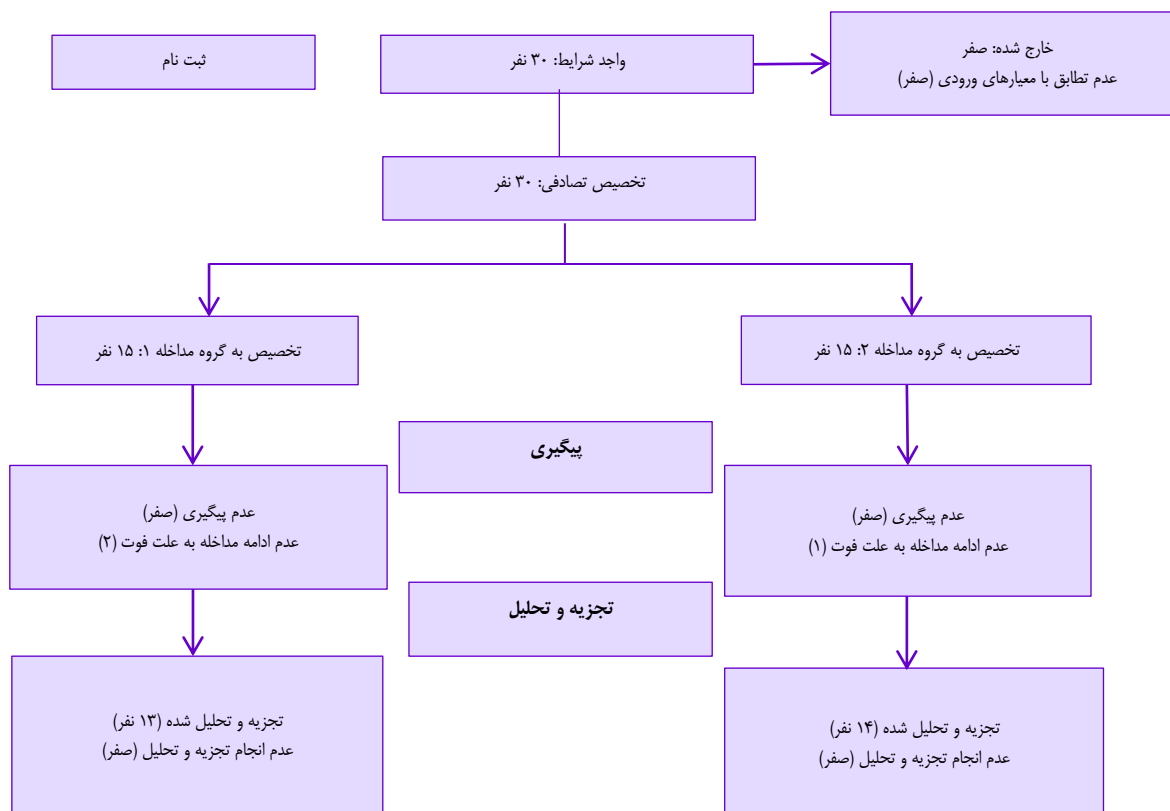 ثبت نام
واجد شرایط: ۳۰ نفر
خارج شده: صفر
عدم تطابق با معیارهای ورودی (صفر)
تخصیص تصادفی: ۳۰ نفر
تخصیص به گروه مداخله ۱: ۱۵ نفر
تخصیص به گروه مداخله ۲: ۱۵ نفر
پیگیری
عدم پیگیری (صفر)
عدم ادامه مداخله به علت فوت (۲)
عدم پیگیری (صفر)
عدم ادامه مداخله به علت فوت (۱)
تجزیه و تحلیل
تجزیه و تحلیل شده (۱۳ نفر)
عدم انجام تجزیه و تحلیل (صفر)
تجزیه و تحلیل شده (۱۴ نفر)
عدم انجام تجزیه و تحلیل (صفر)